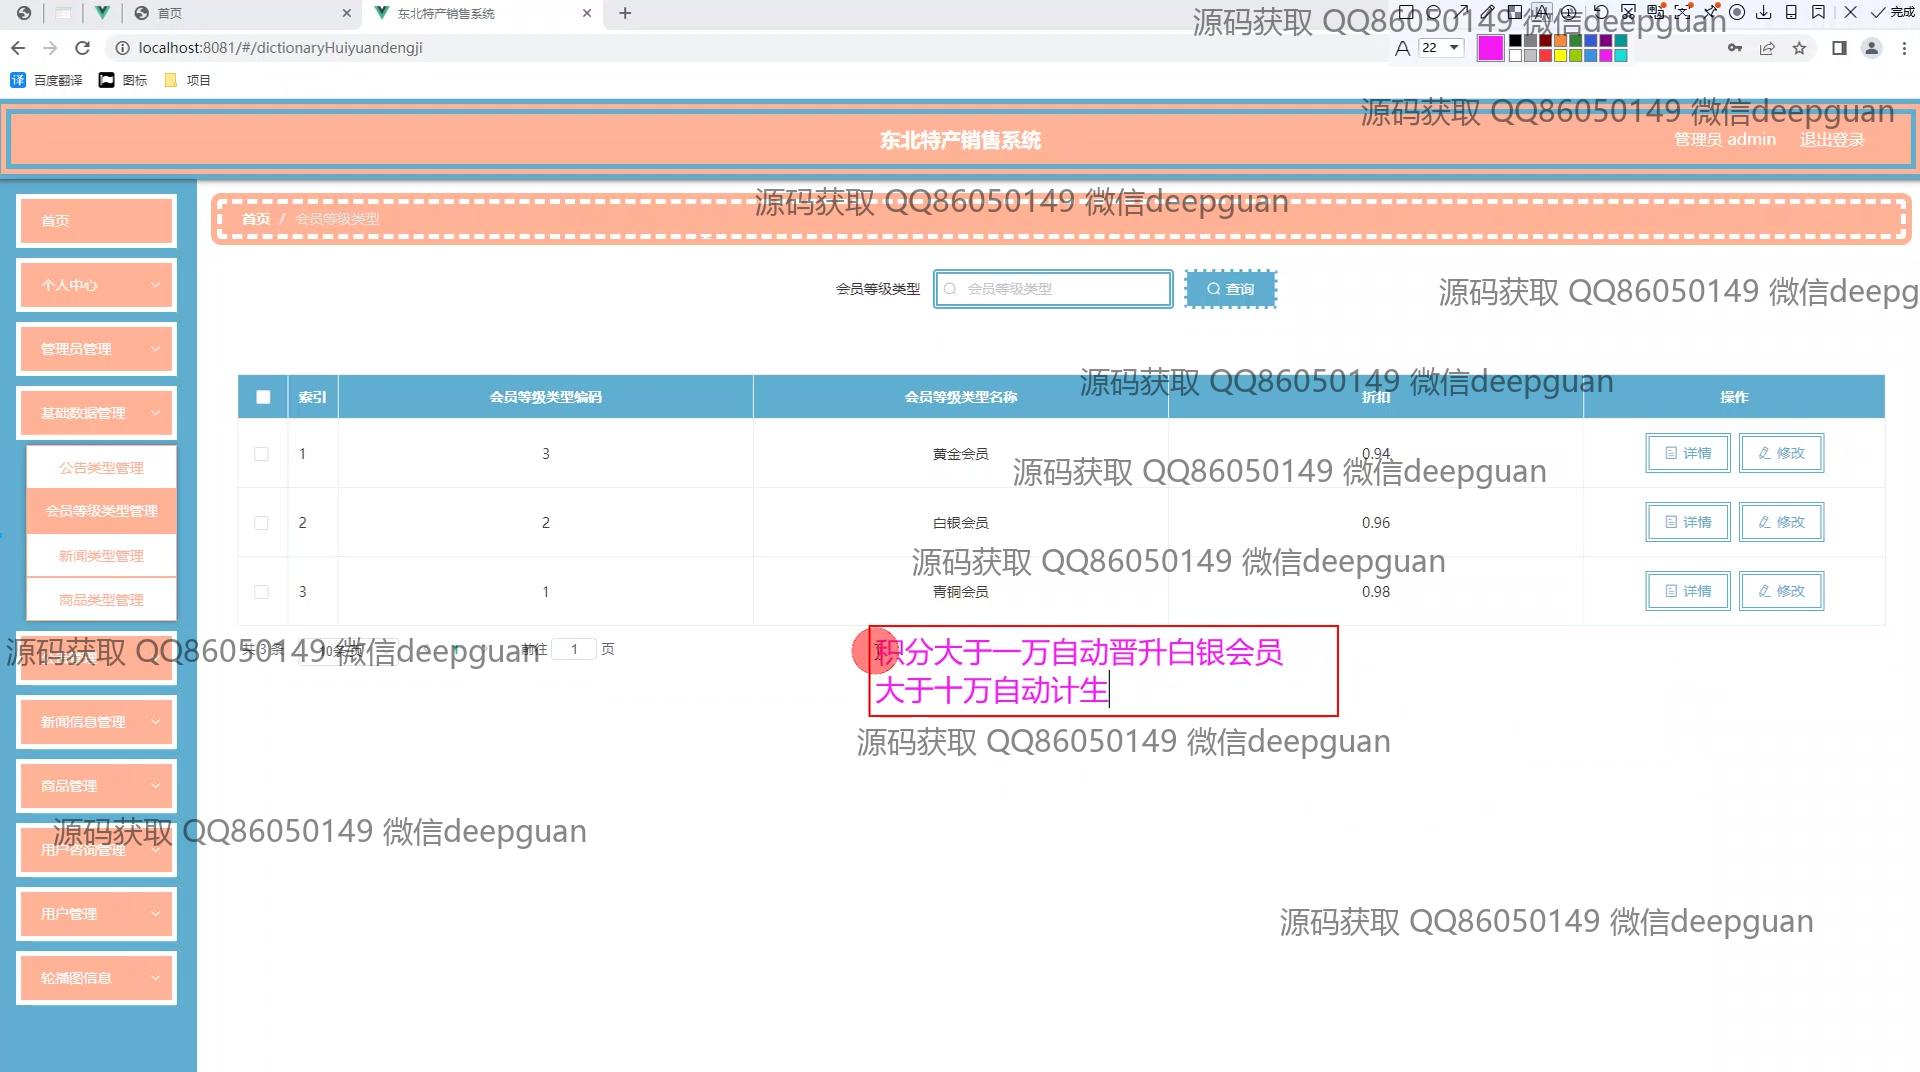 首页
东北特产销售系统
完成
localhost:8081/#/dictionaryHuiyuandengji
22
百度翻译 图标 项目
源码获取 QQ86050149 微信deepguan
源码获取 QQ86050149 微信deepguan
东北特产销售系统
管理员 admin 退出登录
首页
源码获取 QQ86050149 微信deepguan
首页 / 会员等级类型
个人中心
会员等级类型 会员等级类型 查询
源码获取 QQ86050149 微信deepg
管理员管理
源码获取 QQ86050149 微信deepguan
索引 会员等级类型编码 会员等级类型名称 折扣 操作
基础数据管理
1 3 黄金会员 0.94 详情 修改
公告类型管理
源码获取 QQ86050149 微信deepguan
会员等级类型管理
2 2 白银会员 0.96 详情 修改
新闻类型管理
源码获取 QQ86050149 微信deepguan
3 1 青铜会员 0.98 详情 修改
商品类型管理
源码获取 QQ86050149 微信deepguan
共 3 条 10条/页 前往 1 页
积分大于一万自动晋升白银会员
大于十万自动计生
新闻信息管理
源码获取 QQ86050149 微信deepguan
商品管理
源码获取 QQ86050149 微信deepguan
用户咨询管理
用户管理
源码获取 QQ86050149 微信deepguan
轮播图信息